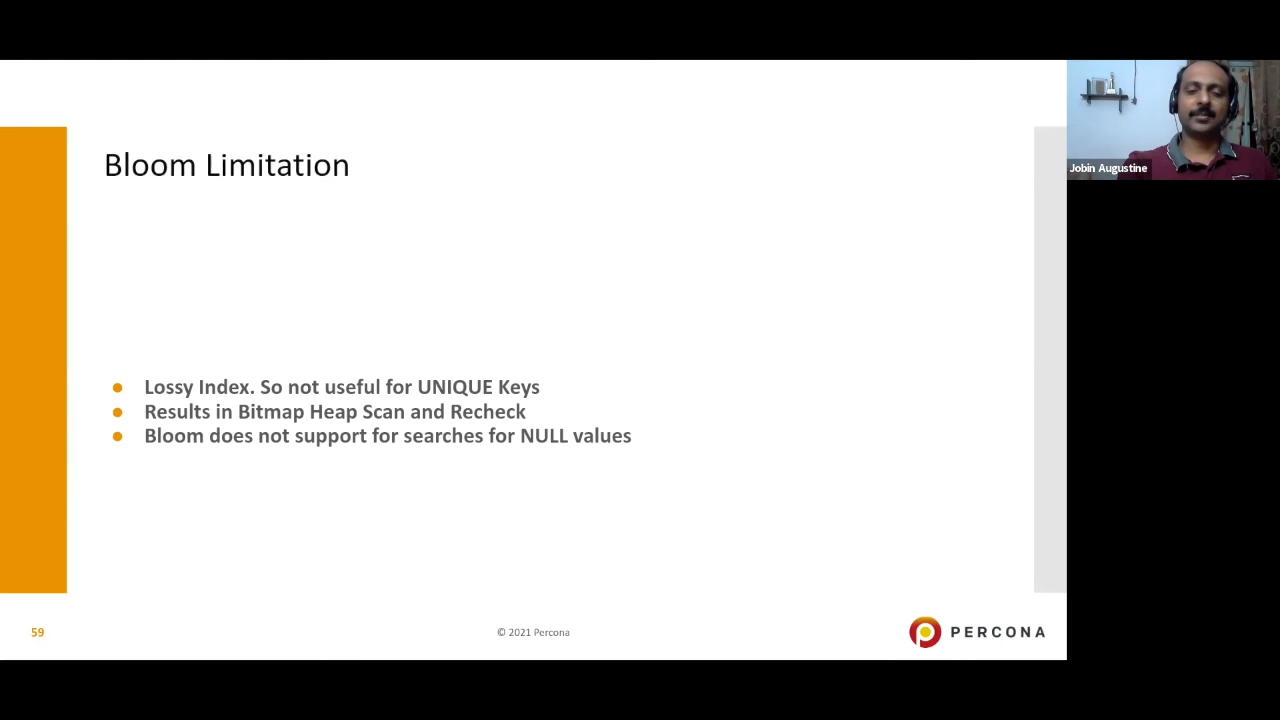 Bloom Limitation
● Lossy Index. So not useful for UNIQUE Keys
● Results in Bitmap Heap Scan and Recheck
● Bloom does not support for searches for NULL values
59
© 2021 Percona
PERCONA
Jobin Augustine